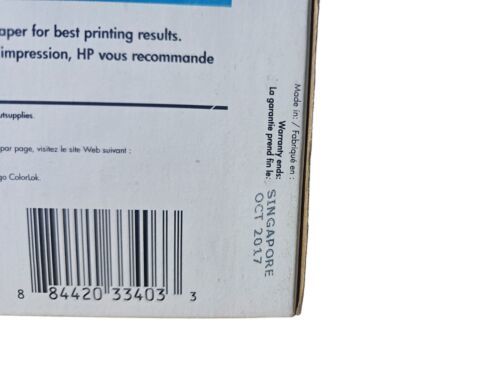 aper for best printing results.
impression, HP vous recommande
utsupplies.
par page, visitez le site Web suivant :
go ColorLok.
8 84420 33403 3
Made in: / Fabriqué en :
Warranty ends:
La garantie prend fin le:
SINGAPORE
OCT 2017